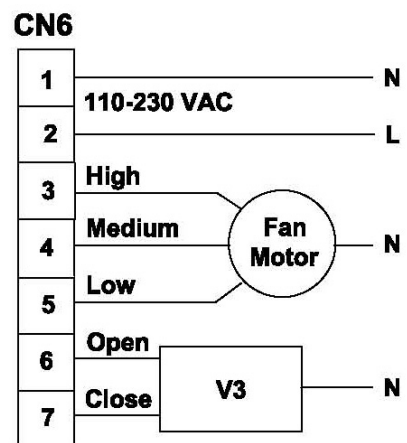 CN6
1 N
110-230 VAC
2 L
3 High
4 Medium Fan Motor N
5 Low
6 Open
V3 N
7 Close